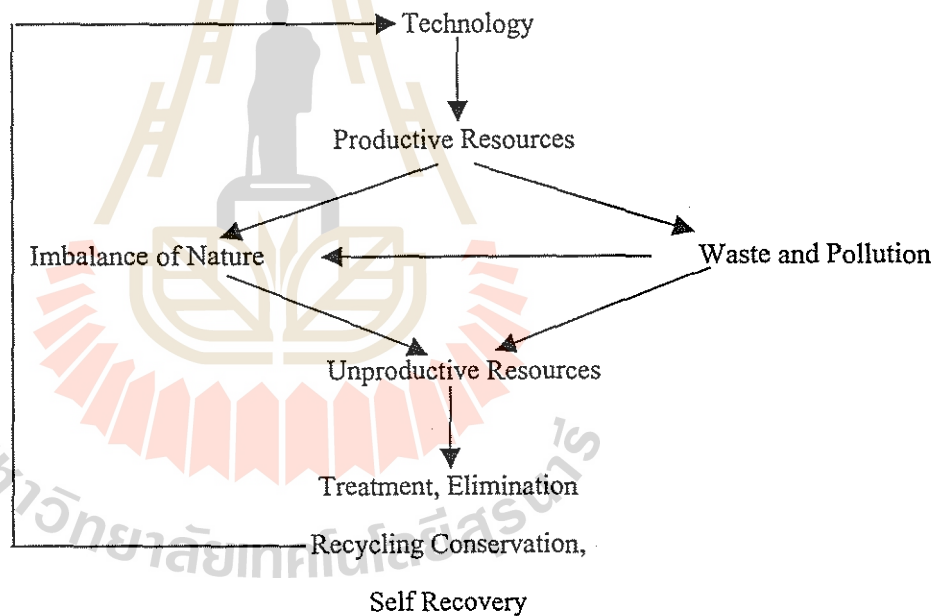 Technology
Productive Resources
Imbalance of Nature
Waste and Pollution
Unproductive Resources
Treatment, Elimination
Recycling Conservation,
Self Recovery